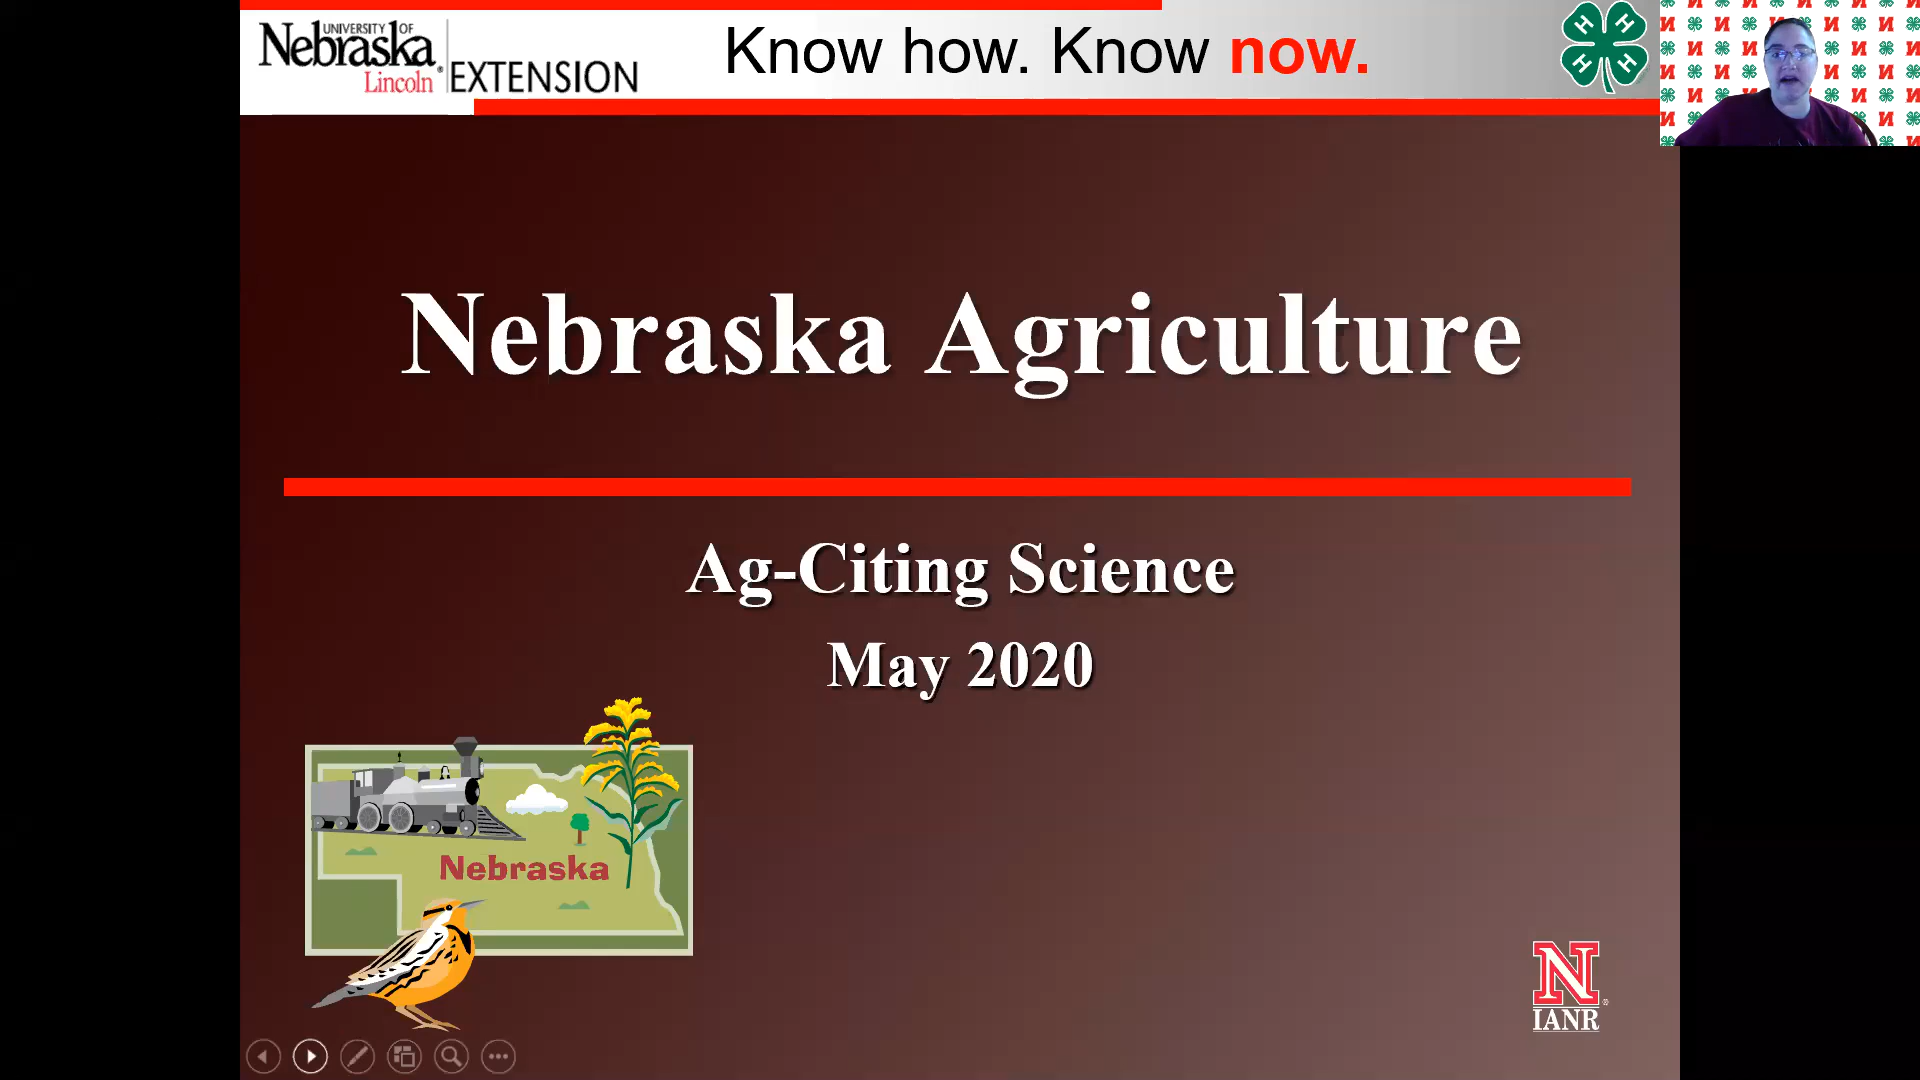 UNIVERSITY OF
Nebraska
Lincoln
EXTENSION
Know how. Know now.
H H
H H
Nebraska Agriculture
Ag-Citing Science
May 2020
Nebraska
N
IANR